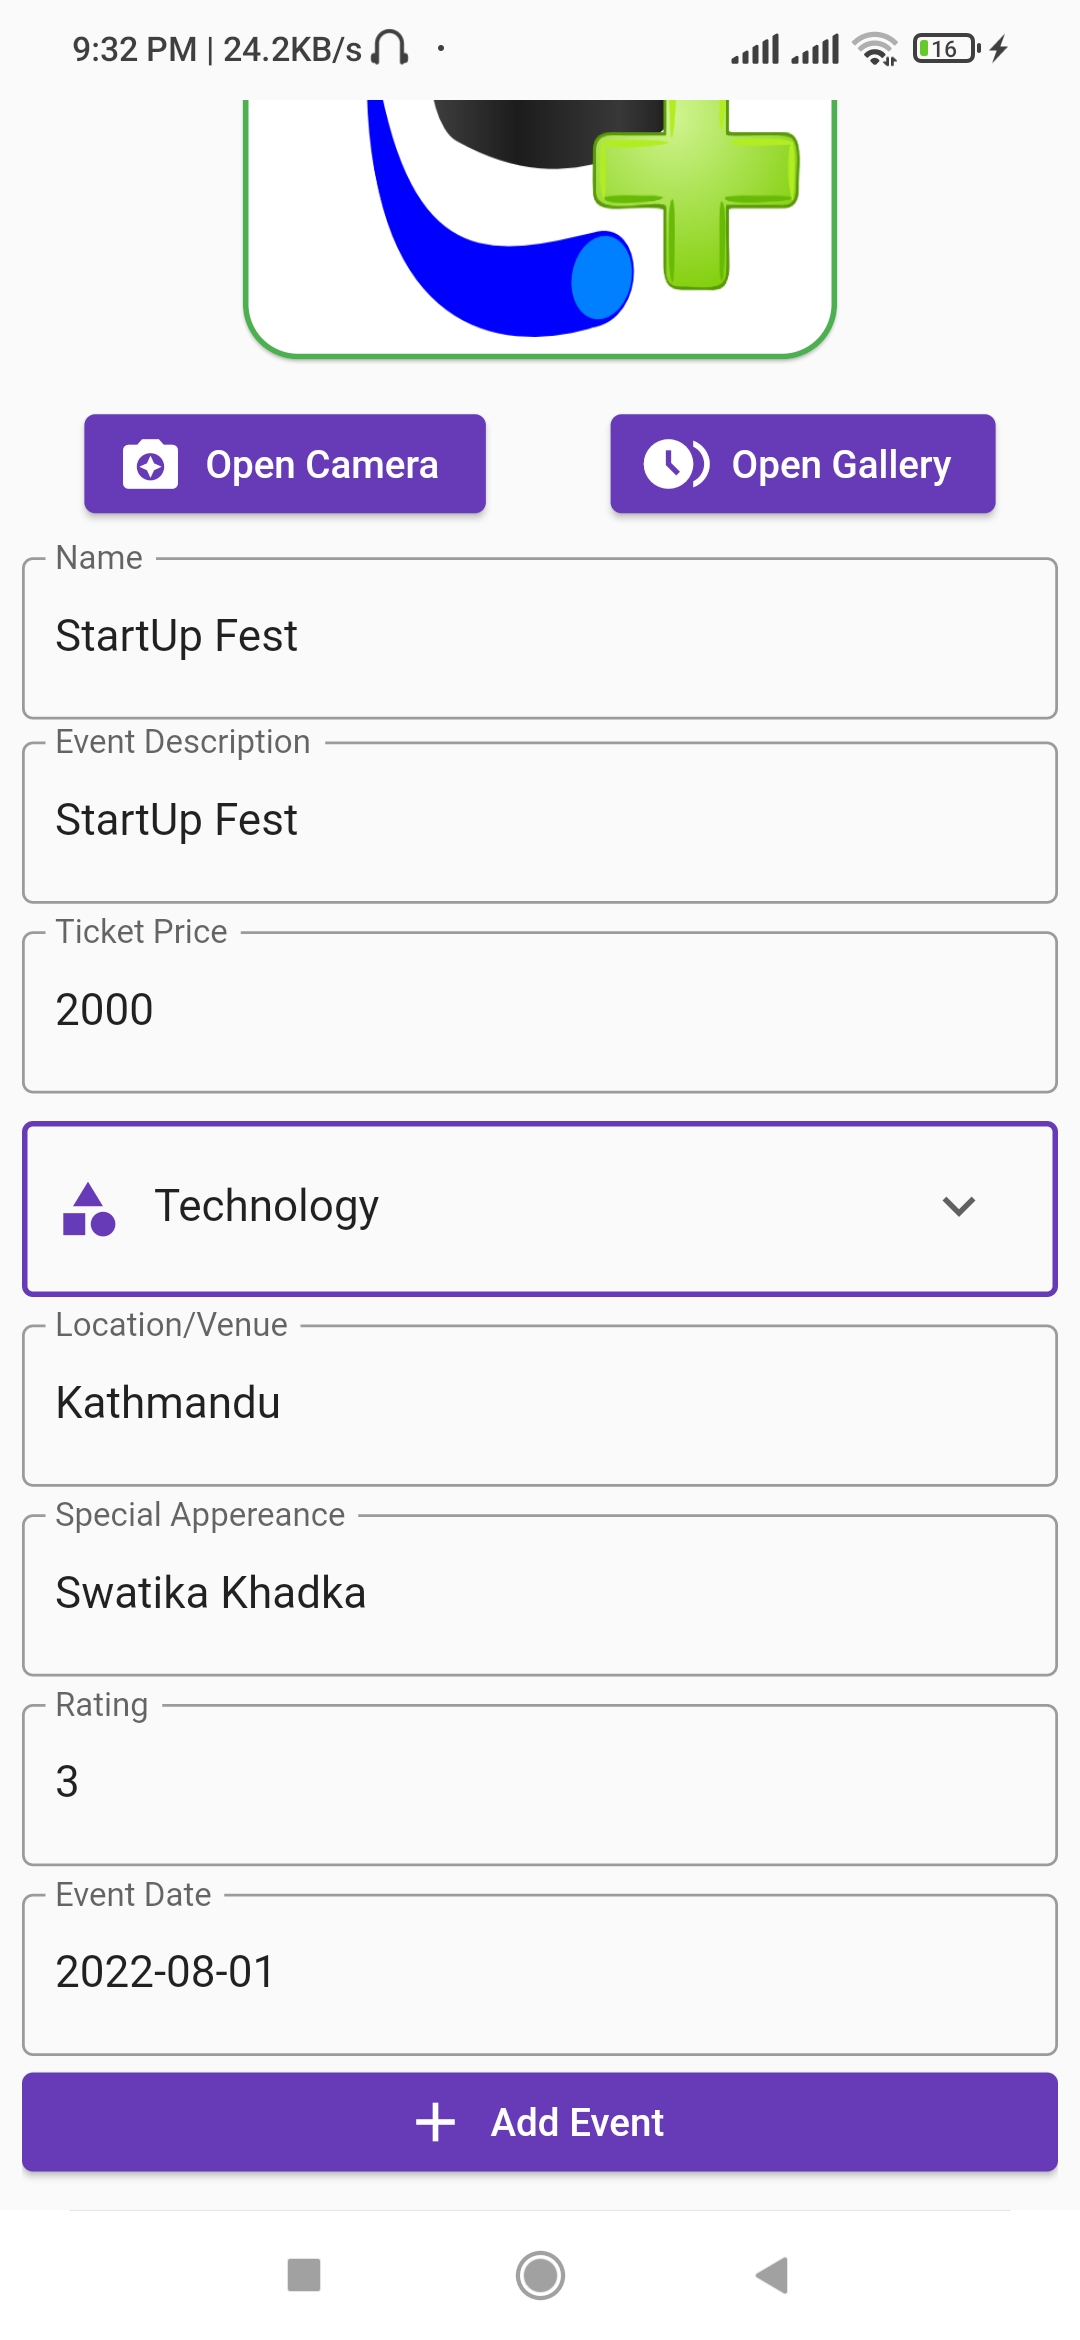 9:32 PM | 24.2KB/s
16
Open Camera
Open Gallery
Name
StartUp Fest
Event Description
StartUp Fest
Ticket Price
2000
Technology
Location/Venue
Kathmandu
Special Appereance
Swatika Khadka
Rating
3
Event Date
2022-08-01
Add Event